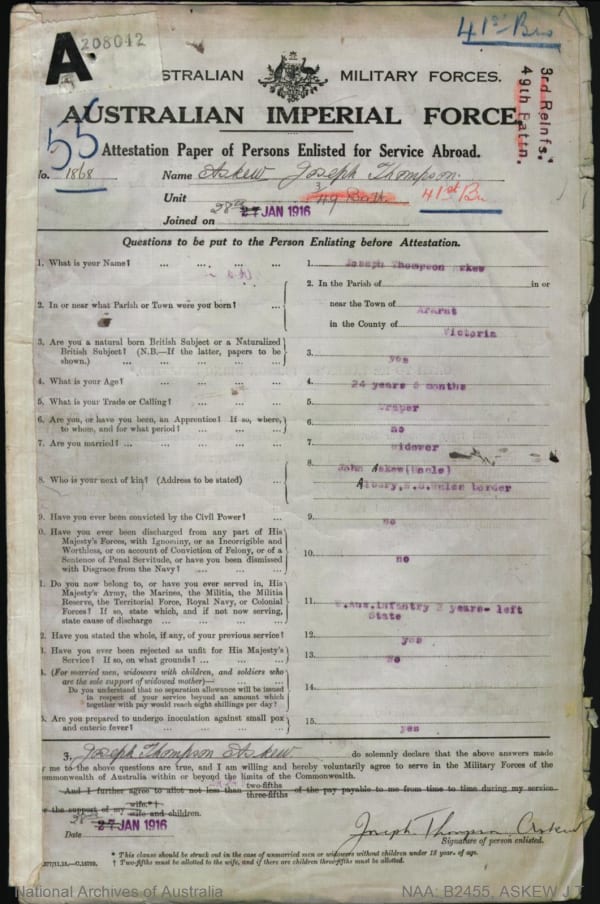 A.
208042
41st Bn
AUSTRALIAN MILITARY FORCES.
AUSTRALIAN IMPERIAL FORCE.
3rd Reinfs.
49th Battn.
55
Attestation Paper of Persons Enlisted for Service Abroad.
No. 1868 Name Askew Joseph Thompson.
Unit 3/49 Battn 41st Bn
Joined on 28th 27 JAN 1916
Questions to be put to the Person Enlisting before Attestation.
1. What is your Name? ... ... ... ... 1. Joseph Thompson Askew
2. In or near what Parish or Town were you born? ... 2. In the Parish of in or
near the Town of Ararat
in the County of Victoria
3. Are you a natural born British Subject or a Naturalized
British Subject? (N.B.—If the latter, papers to be
shown.) ... ... ... ... 3. yes
4. What is your Age? ... ... ... ... 4. 24 years 6 months
5. What is your Trade or Calling? ... ... ... 5. Draper
6. Are you, or have you been, an Apprentice? If so, where,
to whom, and for what period? ... ... ... 6. no
7. Are you married? ... ... ... ... 7. widower
8. Who is your next of kin? (Address to be stated) ... 8. John Askew(Uncle)
Albury,N.S.Wales border
9. Have you ever been convicted by the Civil Power? ... 9. no
0. Have you ever been discharged from any part of His
Majesty's Forces, with Ignominy, or as Incorrigible and
Worthless, or on account of Conviction of Felony, or of a
Sentence of Penal Servitude, or have you been dismissed
with Disgrace from the Navy? ... ... 10. no
1. Do you now belong to, or have you ever served in, His
Majesty's Army, the Marines, the Militia, the Militia
Reserve, the Territorial Force, Royal Navy, or Colonial
Forces? If so, state which, and if not now serving,
state cause of discharge ... ... ... 11. W.Aus.Infantry 2 years- left
State
2. Have you stated the whole, if any, of your previous service? 12. yes
3. Have you ever been rejected as unfit for His Majesty's
Service? If so, on what grounds? ... ... ... 13. No
4. (For married men, widowers with children, and soldiers who
are the sole support of widowed mother)—
Do you understand that no separation allowance will be issued
in respect of your service beyond an amount which
together with pay would reach eight shillings per day? 14.
5. Are you prepared to undergo inoculation against small pox
and enteric fever? ... ... ... ... 15. yes
3. Joseph Thompson Askew do solemnly declare that the above answers made
by me to the above questions are true, and I am willing and hereby voluntarily agree to serve in the Military Forces of the
Commonwealth of Australia within or beyond the limits of the Commonwealth.
And I further agree to allot not less than two-fifths three-fifths of the pay payable to me from time to time during my service
for the support of my wife.*† wife and children.
Date 28th 27 JAN 1916 Joseph Thompson Askew
Signature of person enlisted.
* This clause should be struck out in the case of unmarried men or widowers without children under 18 year. of age.
† Two-fifths must be allotted to the wife, and if there are children three-fifths must be allotted.
National Archives of Australia NAA: B2455, ASKEW J T